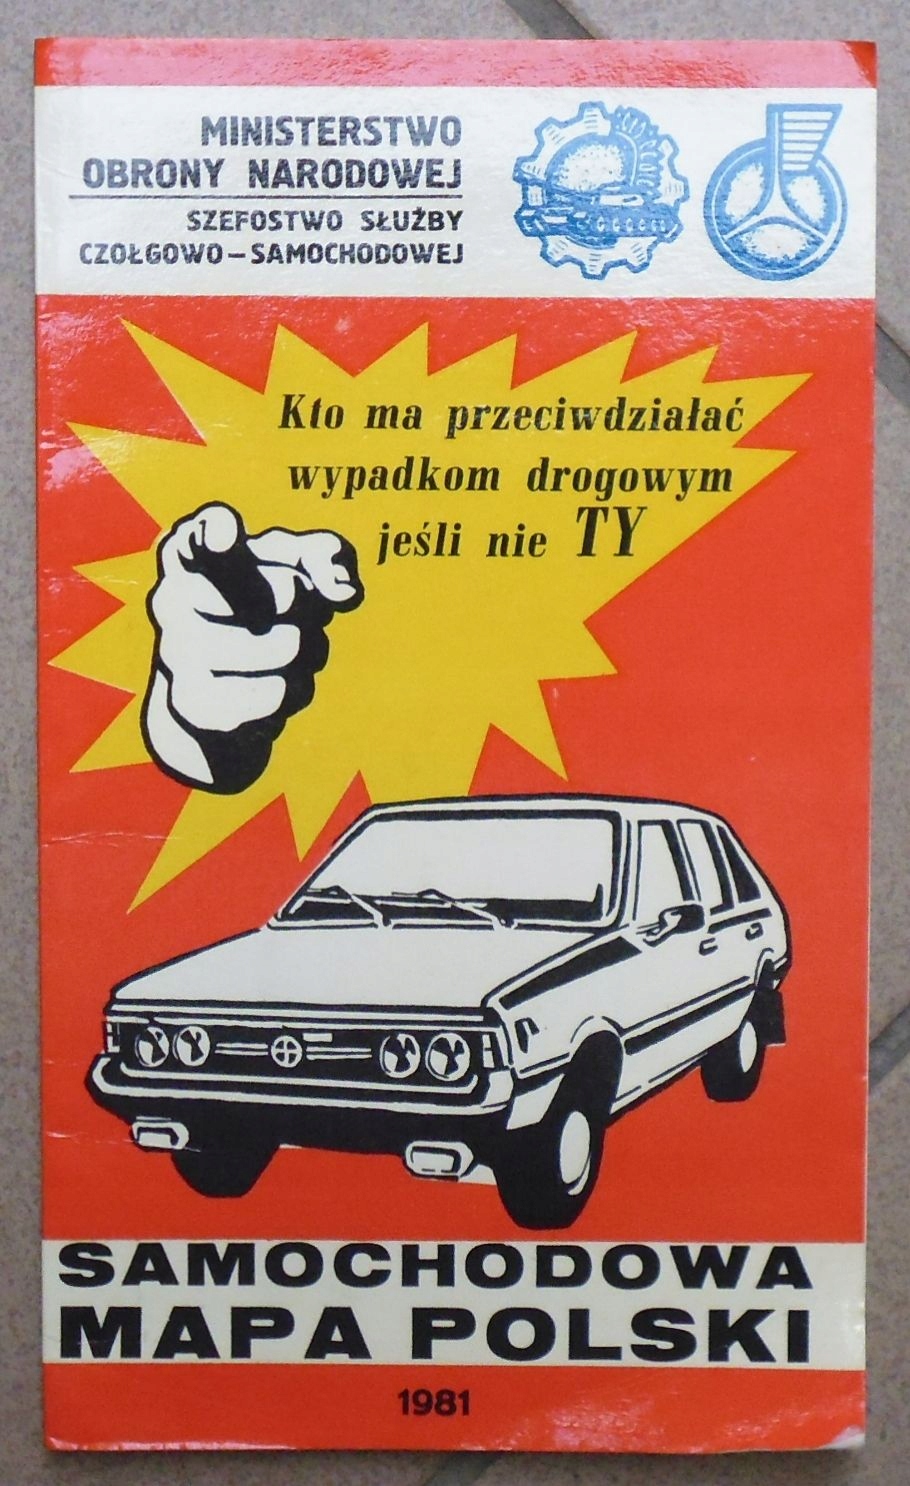 MINISTERSTWO
OBRONY NARODOWEJ
SZEFOSTWO SŁUŻBY
CZOŁGOWO-SAMOCHODOWEJ
Kto ma przeciwdziałać
wypadkom drogowym
jeśli nie TY
SAMOCHODOWA
MAPA POLSKI
1981